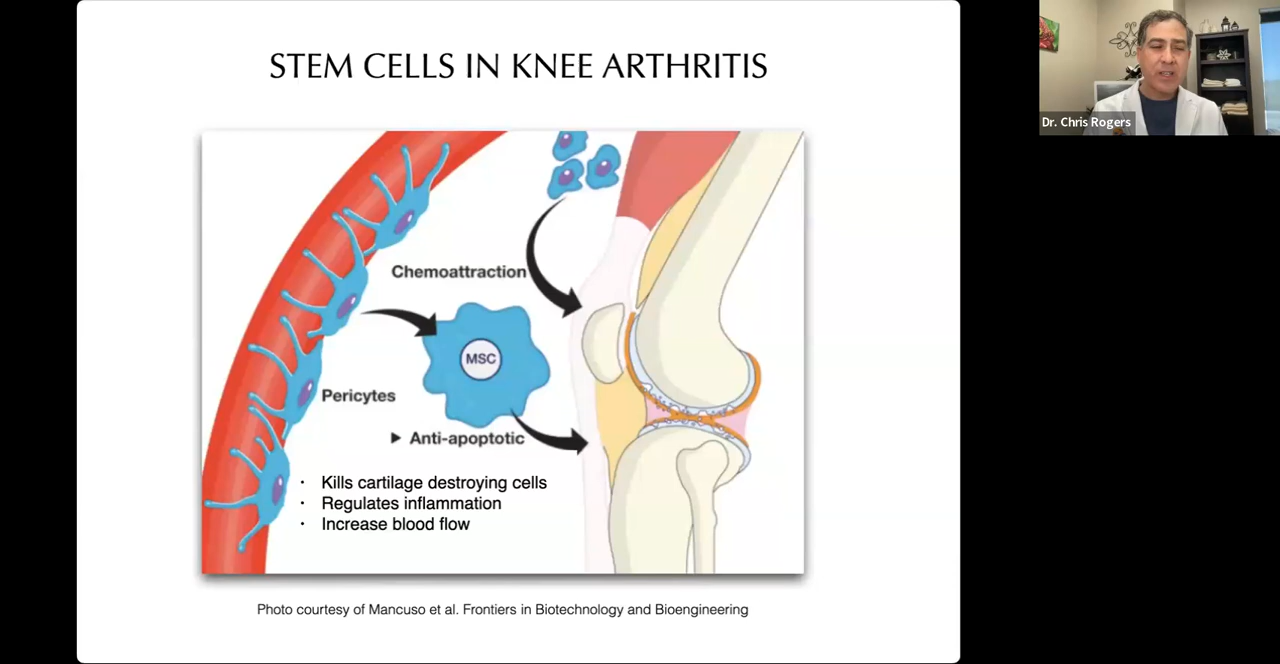 STEM CELLS IN KNEE ARTHRITIS
Dr. Chris Rogers
Chemoattraction
MSC
Pericytes
▶ Anti-apoptotic
· Kills cartilage destroying cells
· Regulates inflammation
· Increase blood flow
Photo courtesy of Mancuso et al. Frontiers in Biotechnology and Bioengineering